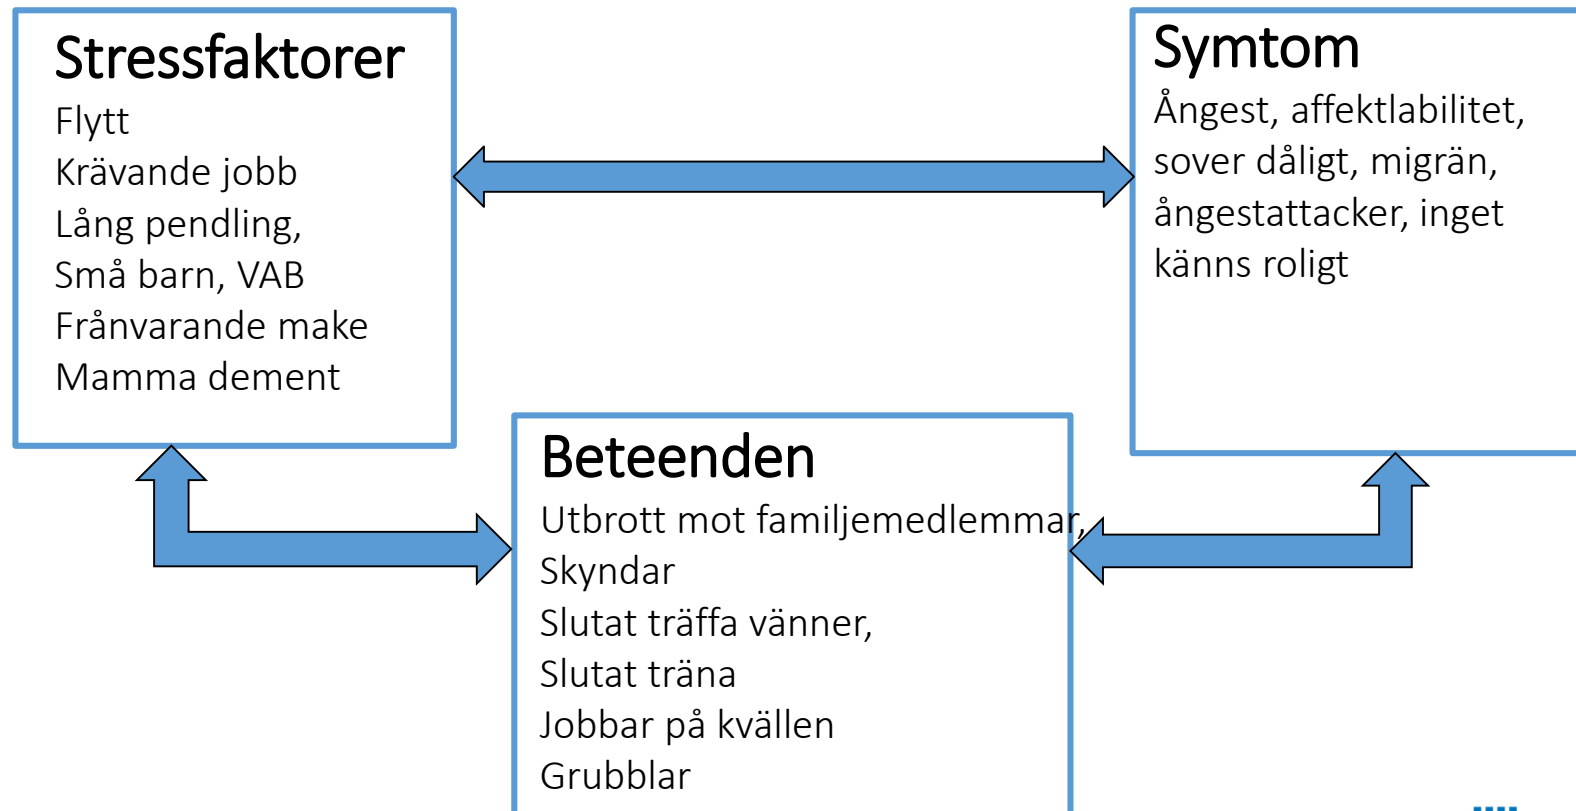 Stressfaktorer
Flytt
Krävande jobb
Lång pendling,
Små barn, VAB
Frånvarande make
Mamma dement
Symtom
Ångest, affektlabilitet,
sover dåligt, migrän,
ångestattacker, inget
känns roligt
Beteenden
Utbrott mot familjemedlemmar,
Skyndar
Slutat träffa vänner,
Slutat träna
Jobbar på kvällen
Grubblar